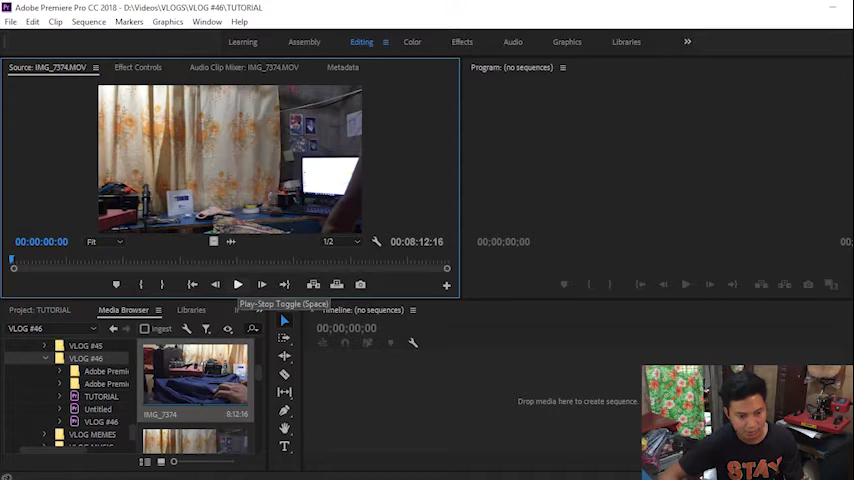 Adobe Premiere Pro CC 2018 - D:\Videos\VLOGS\VLOG #46\TUTORIAL
File Edit Clip Sequence Markers Graphics Window Help
Learning Assembly Editing Color Effects Audio Graphics Libraries
Source: IMG_7374.MOV Effect Controls Audio Clip Mixer: IMG_7374.MOV Metadata
Program: (no sequences)
00:00:00:00 Fit 1/2 00:08:12:16
00;00;00;00 00;
Play-Stop Toggle (Space)
Project: TUTORIAL Media Browser Libraries
Timeline: (no sequences)
VLOG #46 Ingest
00;00;00;00
VLOG #45
VLOG #46
Adobe Premi
Adobe Premi
TUTORIAL
Untitled
VLOG #46
VLOG MEMES
IMG_7374 8:12:16
Drop media here to create sequence.
STAY